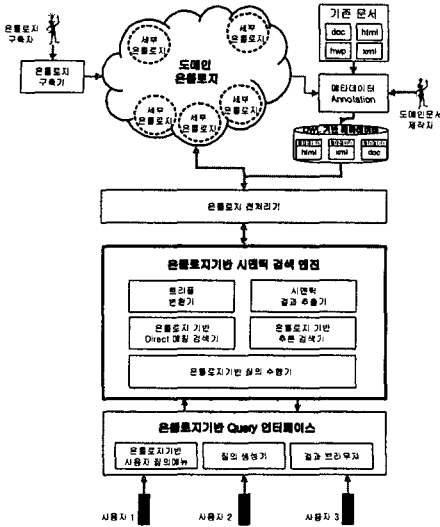 온톨로지
구축자
온톨로지
구축기
세부
온톨로지
세부
온톨로지
도메인
온톨로지
세부
온톨로지
세부
온톨로지
세부
온톨로지
기존 문서
doc
html
hwp
xml
메타데이터
Annotation
도메인문서
제작자
OWL 기반 메타데이터
html
xml
doc
온톨로지 전처리기
온톨로지기반 시멘틱 검색 엔진
트리플
변환기
시멘틱
결과 추출기
온톨로지 기반
Direct 매칭 검색기
온톨로지 기반
추론 검색기
온톨로지기반 질의 수행기
온톨로지기반 Query 인터페이스
온톨로지기반
사용자 질의메뉴
질의 생성기
결과 브라우저
사용자 1
사용자 2
사용자 3